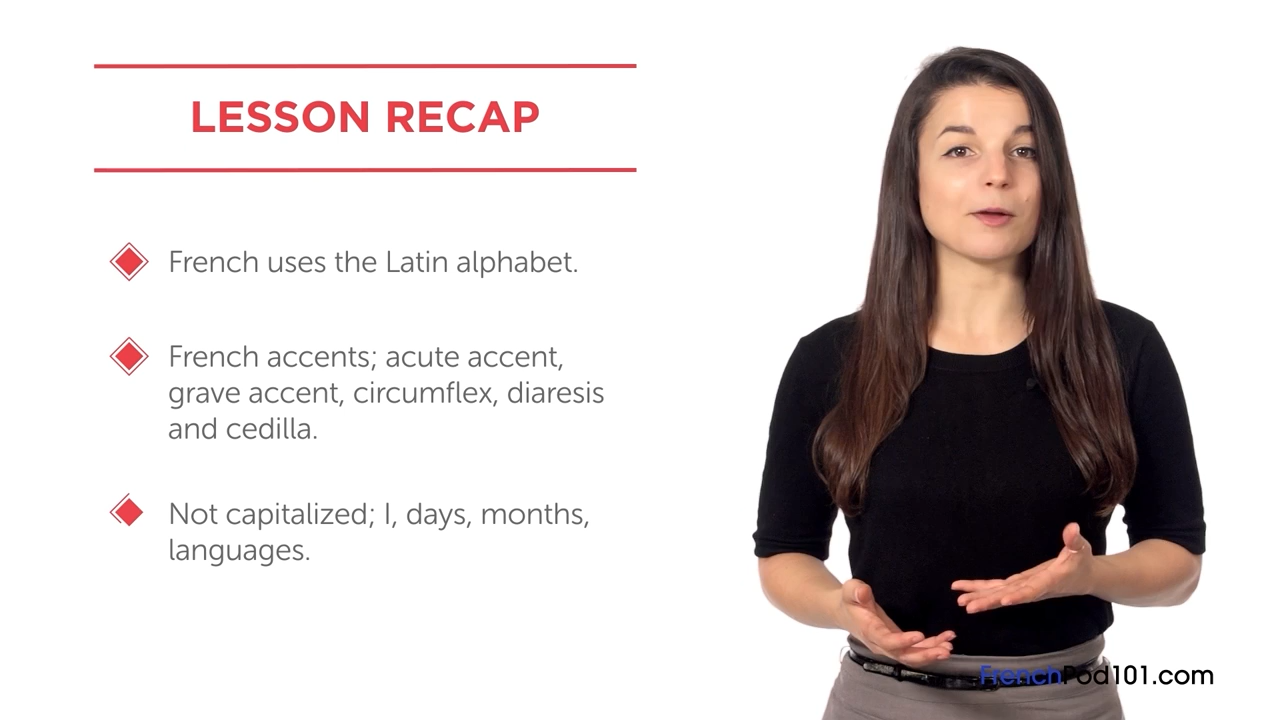 LESSON RECAP
French uses the Latin alphabet.
French accents; acute accent,
grave accent, circumflex, diaresis
and cedilla.
Not capitalized; I, days, months,
languages.
FrenchPod101.com